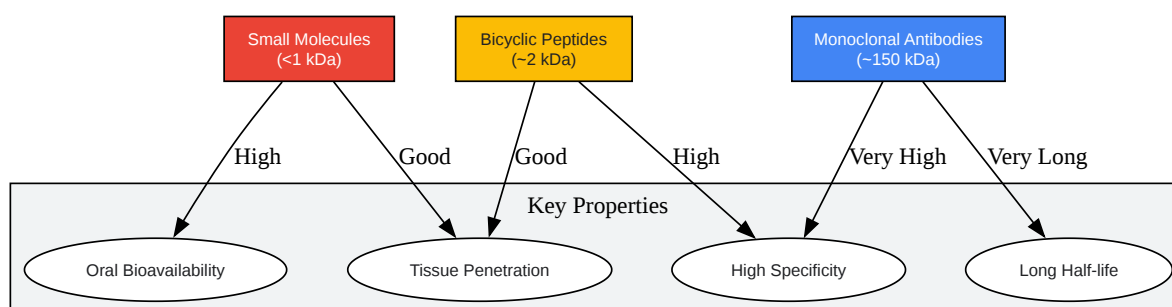 Small Molecules
(<1 kDa)
Bicyclic Peptides
(~2 kDa)
Monoclonal Antibodies
(~150 kDa)
High
Good
Good
High
Very High
Very Long
Key Properties
Oral Bioavailability
Tissue Penetration
High Specificity
Long Half-life